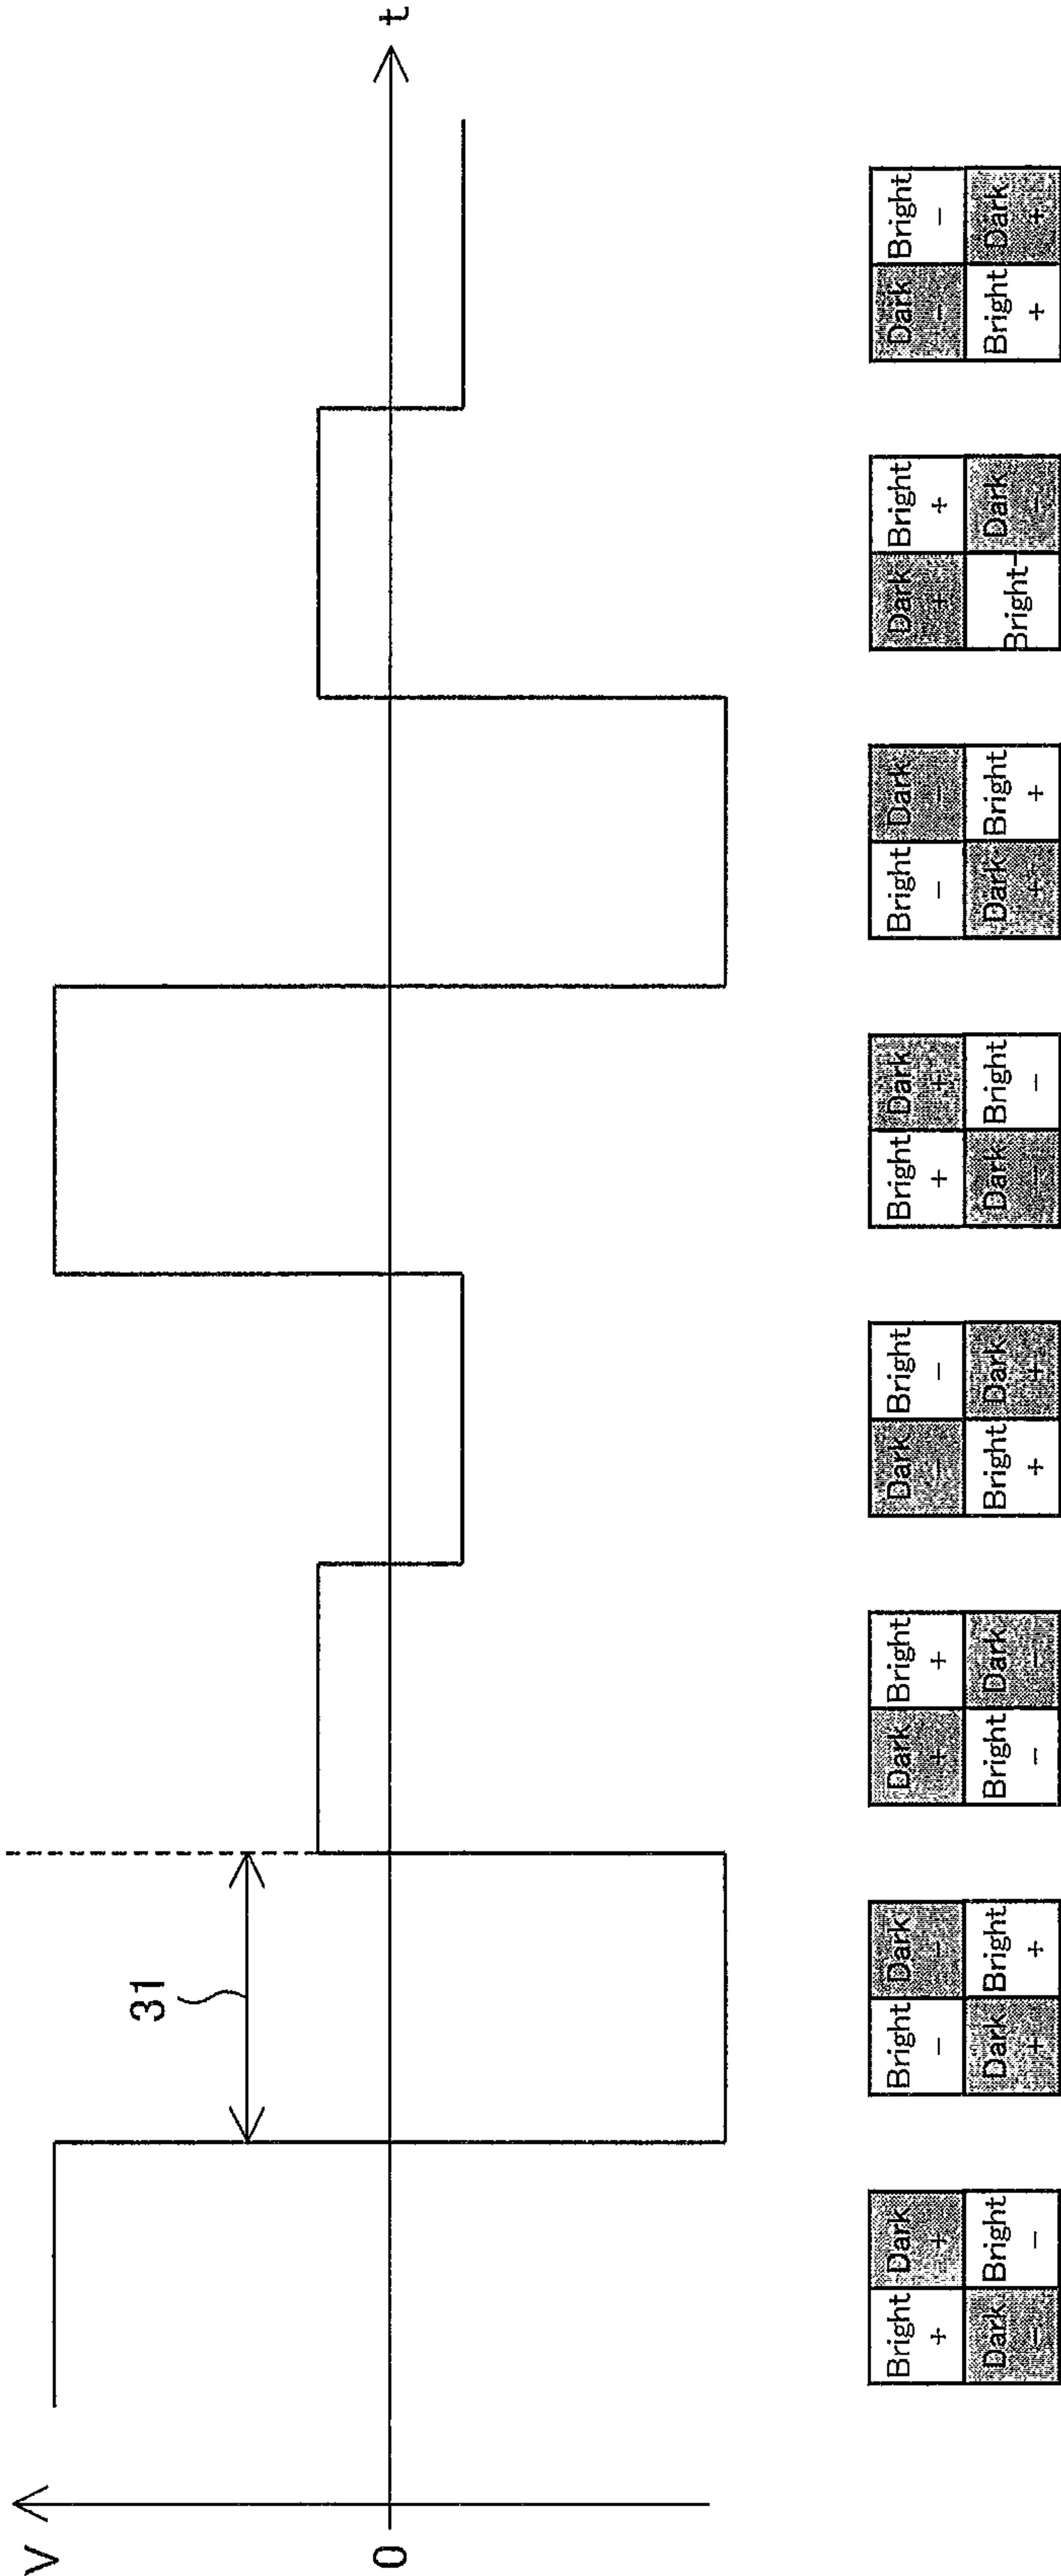 V
31
0
t
Bright Dark Bright Dark Dark Bright Dark Bright Bright Dark Bright Dark Dark Bright Dark Bright
+ + − − + + − − + + − − + + − −
Dark Bright Dark Bright Bright Dark Bright Dark Dark Bright Dark Bright Bright Dark Bright Dark
− − + + − − + + − − + + − − + +